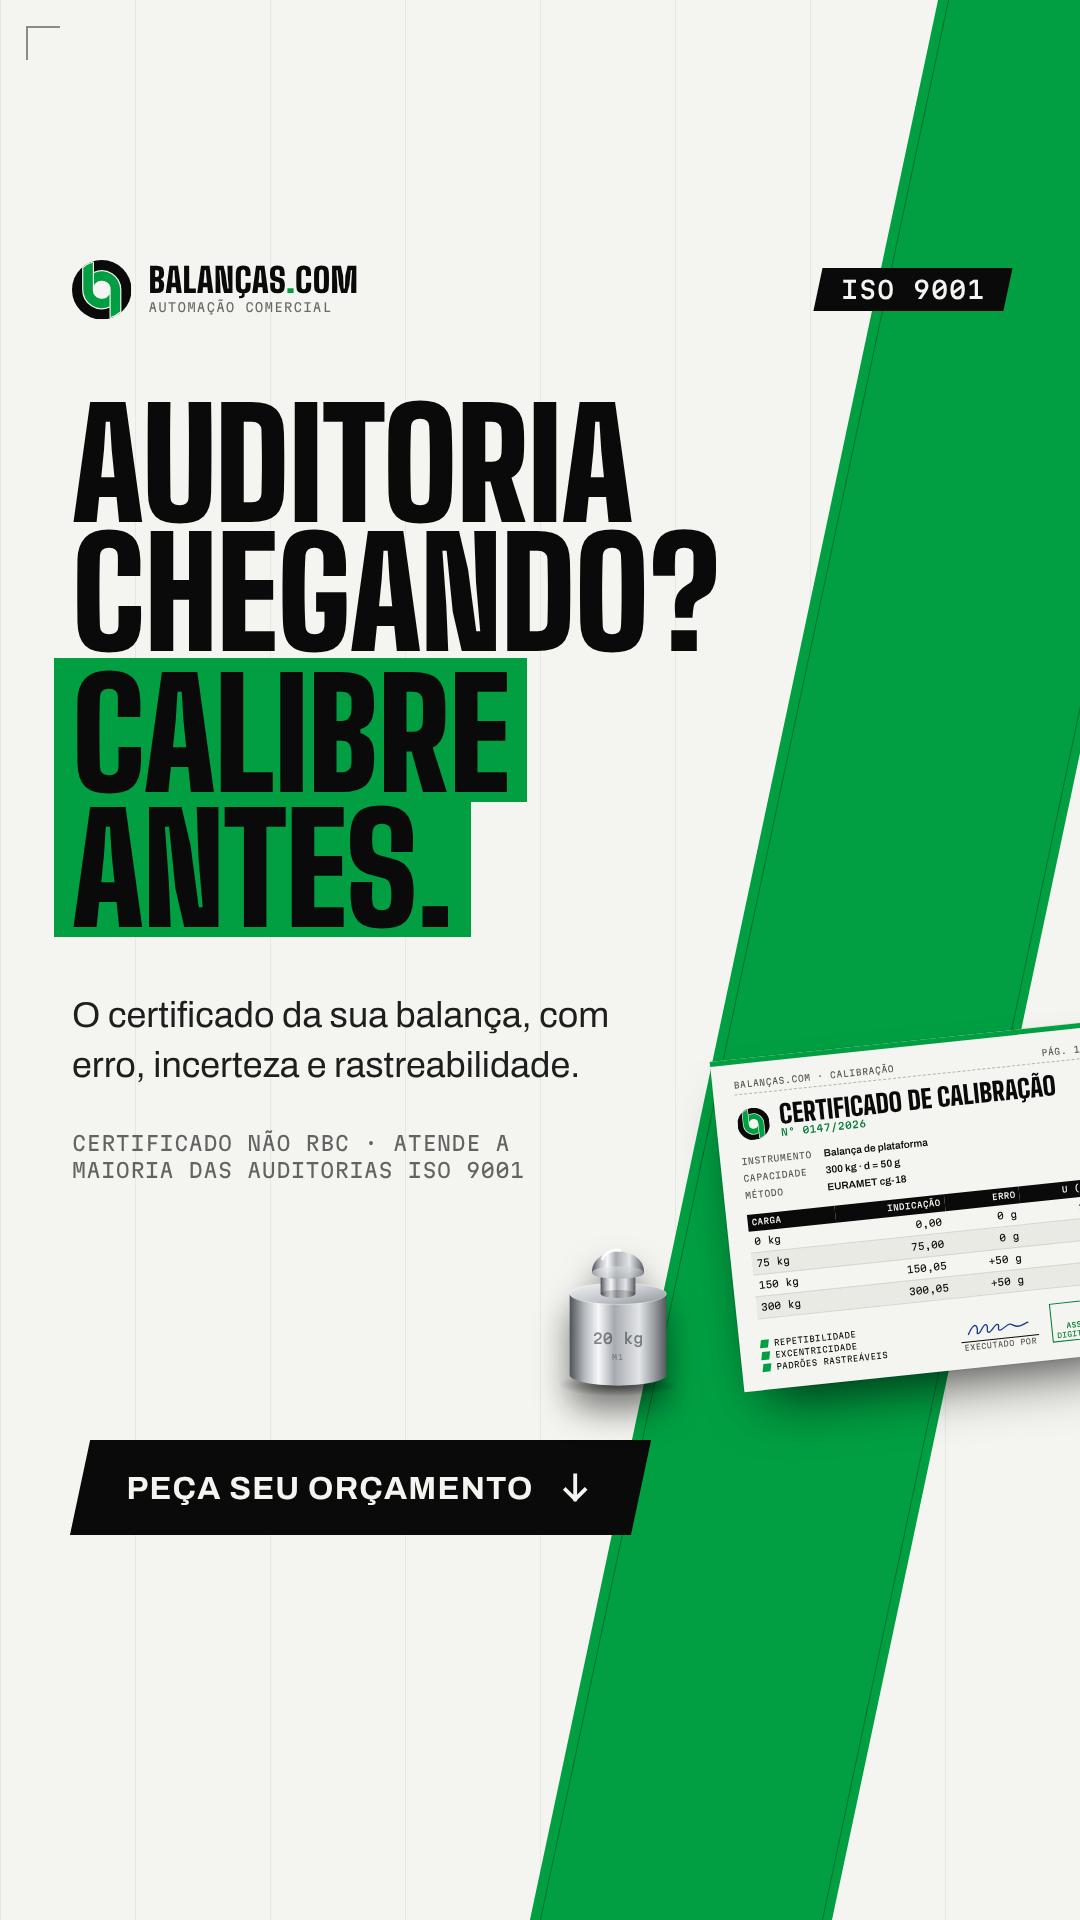 BALANÇAS.COM
AUTOMAÇÃO COMERCIAL
ISO 9001
AUDITORIA
CHEGANDO?
CALIBRE
ANTES.
O certificado da sua balança, com
erro, incerteza e rastreabilidade.
CERTIFICADO NÃO RBC · ATENDE A
MAIORIA DAS AUDITORIAS ISO 9001
BALANÇAS.COM · CALIBRAÇÃO
PÁG. 1
CERTIFICADO DE CALIBRAÇÃO
Nº 0147/2026
INSTRUMENTO Balança de plataforma
CAPACIDADE 300 kg · d = 50 g
MÉTODO EURAMET cg-18
CARGA INDICAÇÃO ERRO U (
0 kg 0,00 0 g
75 kg 75,00 0 g
150 kg 150,05 +50 g
300 kg 300,05 +50 g
REPETIBILIDADE
EXCENTRICIDADE
PADRÕES RASTREÁVEIS
EXECUTADO POR
ASS
DIGIT
20 kg
M1
PEÇA SEU ORÇAMENTO ↓